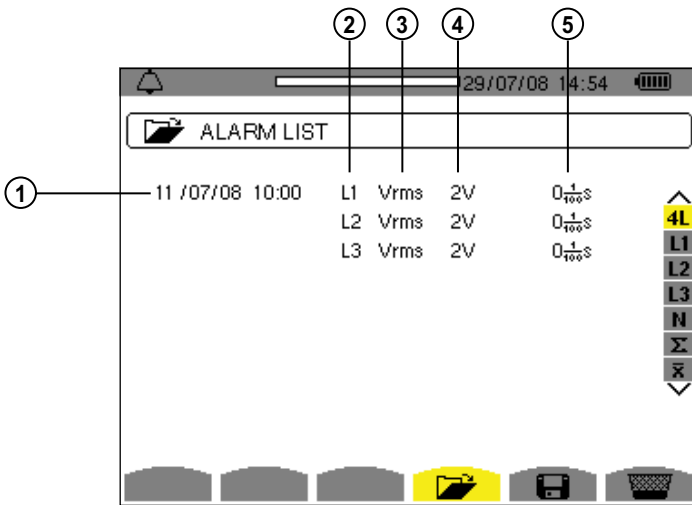 2 3 4 5
29/07/08 14:54
ALARM LIST
1
11 /07/08 10:00 L1 Vrms 2V 0 1/100 s
L2 Vrms 2V 0 1/100 s
L3 Vrms 2V 0 1/100 s
4L
L1
L2
L3
N
Σ
x̄